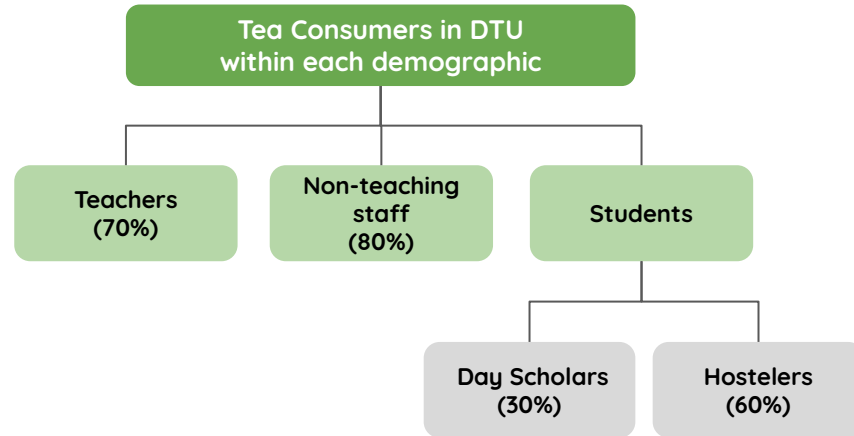 Tea Consumers in DTU
within each demographic
Teachers
(70%)
Non-teaching
staff
(80%)
Students
Day Scholars
(30%)
Hostelers
(60%)